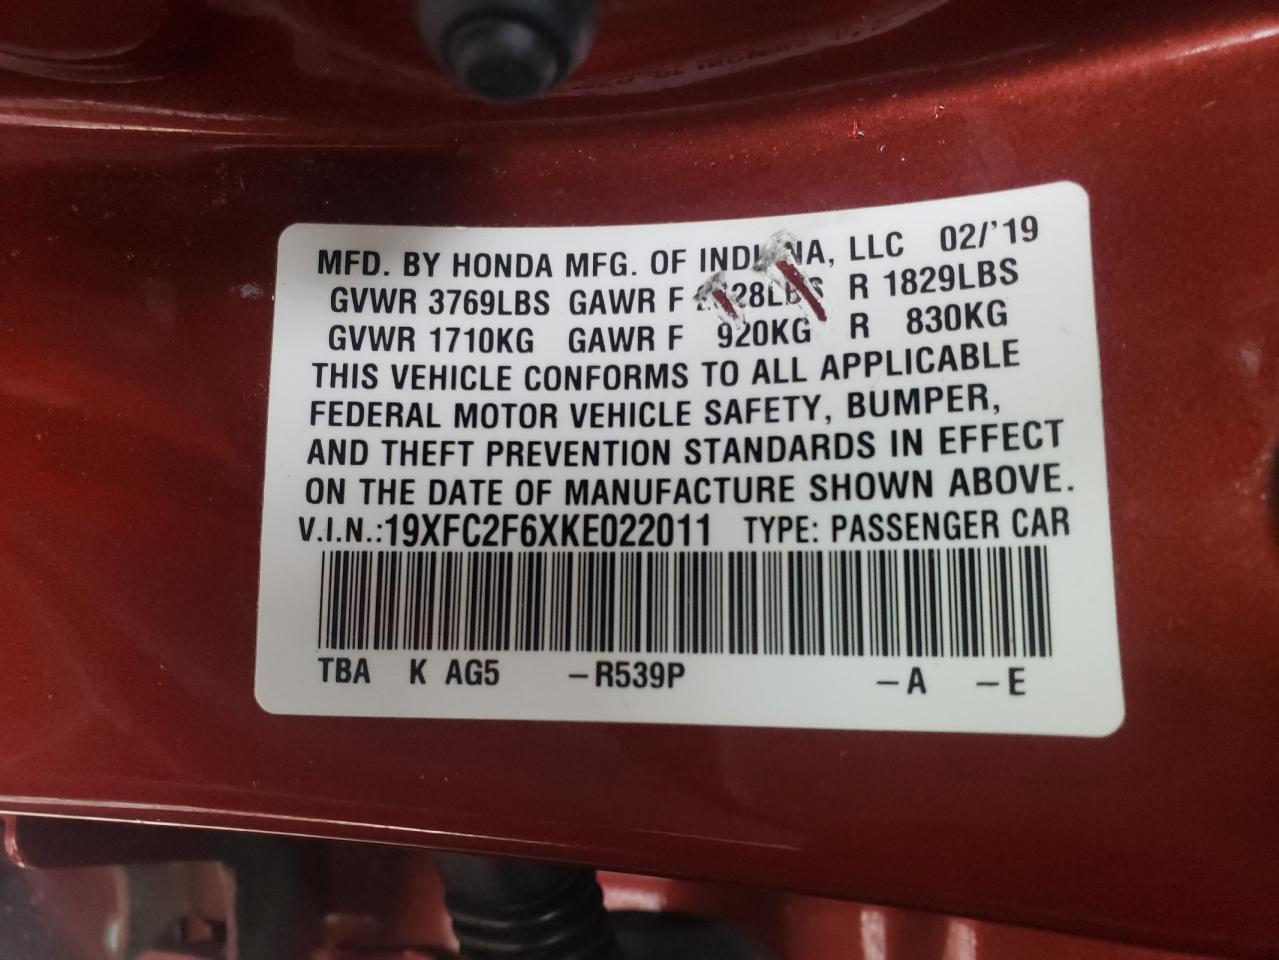 MFD. BY HONDA MFG. OF INDIANA, LLC 02/'19
GVWR 3769LBS GAWR F R 1829LBS
GVWR 1710KG GAWR F 920KG R 830KG
THIS VEHICLE CONFORMS TO ALL APPLICABLE
FEDERAL MOTOR VEHICLE SAFETY, BUMPER,
AND THEFT PREVENTION STANDARDS IN EFFECT
ON THE DATE OF MANUFACTURE SHOWN ABOVE.
V.I.N.:19XFC2F6XKE022011 TYPE: PASSENGER CAR
TBA K AG5 –R539P –A –E